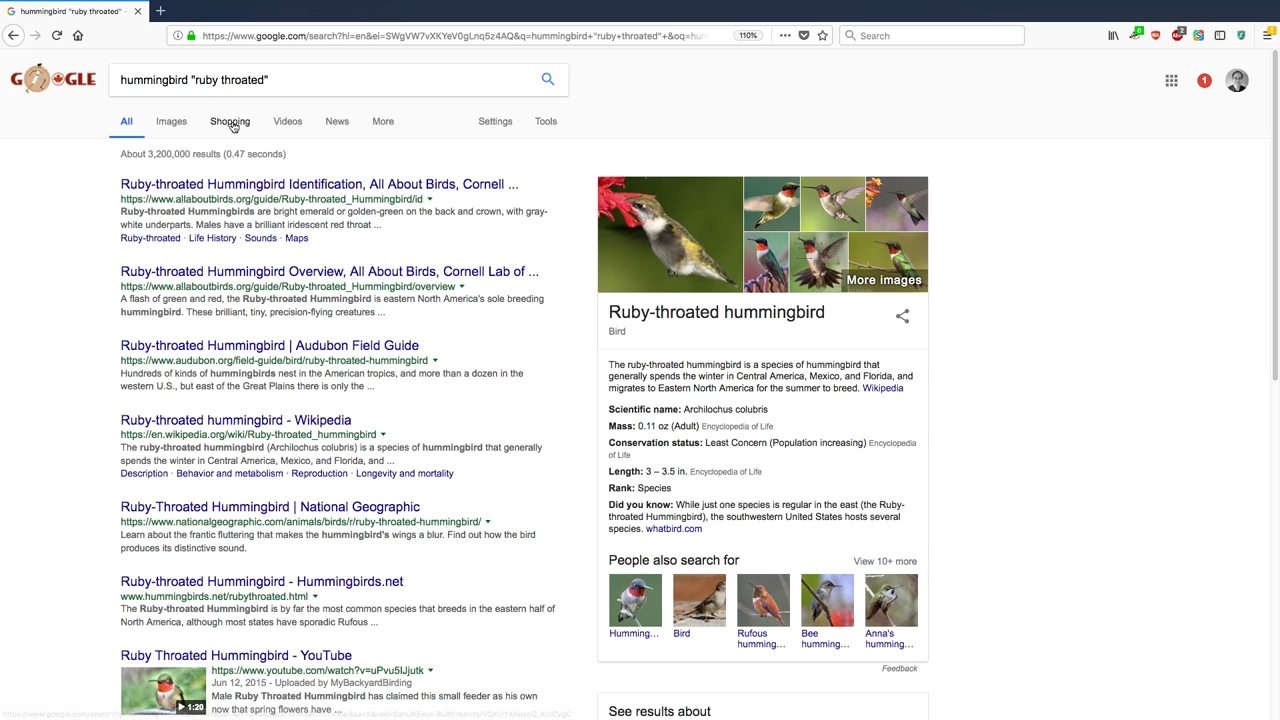 hummingbird "ruby throated" -
https://www.google.com/search?hl=en&ei=SWgVW7vXKYeV0gLnq5z4AQ&q=hummingbird+"ruby+throated"+&oq=hum
110%
Search
GOOGLE
hummingbird "ruby throated"
1
All Images Shopping Videos News More Settings Tools
About 3,200,000 results (0.47 seconds)
Ruby-throated Hummingbird Identification, All About Birds, Cornell ...
https://www.allaboutbirds.org/guide/Ruby-throated_Hummingbird/id
Ruby-throated Hummingbirds are bright emerald or golden-green on the back and crown, with gray-
white underparts. Males have a brilliant iridescent red throat ...
Ruby-throated · Life History · Sounds · Maps
Ruby-throated Hummingbird Overview, All About Birds, Cornell Lab of ...
https://www.allaboutbirds.org/guide/Ruby-throated_Hummingbird/overview
A flash of green and red, the Ruby-throated Hummingbird is eastern North America's sole breeding
hummingbird. These brilliant, tiny, precision-flying creatures ...
Ruby-throated Hummingbird | Audubon Field Guide
https://www.audubon.org/field-guide/bird/ruby-throated-hummingbird
Hundreds of kinds of hummingbirds nest in the American tropics, and more than a dozen in the
western U.S., but east of the Great Plains there is only the ...
Ruby-throated hummingbird - Wikipedia
https://en.wikipedia.org/wiki/Ruby-throated_hummingbird
The ruby-throated hummingbird (Archilochus colubris) is a species of hummingbird that generally
spends the winter in Central America, Mexico, and Florida, and ...
Description · Behavior and metabolism · Reproduction · Longevity and mortality
Ruby-Throated Hummingbird | National Geographic
https://www.nationalgeographic.com/animals/birds/r/ruby-throated-hummingbird/
Learn about the frantic fluttering that makes the hummingbird's wings a blur. Find out how the bird
produces its distinctive sound.
Ruby-throated Hummingbird - Hummingbirds.net
www.hummingbirds.net/rubythroated.html
The Ruby-throated Hummingbird is by far the most common species that breeds in the eastern half of
North America, although most states have sporadic Rufous ...
Ruby Throated Hummingbird - YouTube
https://www.youtube.com/watch?v=uPvu5IJjutk
Jun 12, 2015 - Uploaded by MyBackyardBirding
Male Ruby Throated Hummingbird has claimed this small feeder as his own
now that spring flowers have ...
1:20
More images
Ruby-throated hummingbird
Bird
The ruby-throated hummingbird is a species of hummingbird that
generally spends the winter in Central America, Mexico, and Florida, and
migrates to Eastern North America for the summer to breed. Wikipedia
Scientific name: Archilochus colubris
Mass: 0.11 oz (Adult) Encyclopedia of Life
Conservation status: Least Concern (Population increasing) Encyclopedia
of Life
Length: 3 – 3.5 in. Encyclopedia of Life
Rank: Species
Did you know: While just one species is regular in the east (the Ruby-
throated Hummingbird), the southwestern United States hosts several
species. whatbird.com
People also search for View 10+ more
Humming... Bird Rufous humming... Bee humming... Anna's humming...
Feedback
See results about